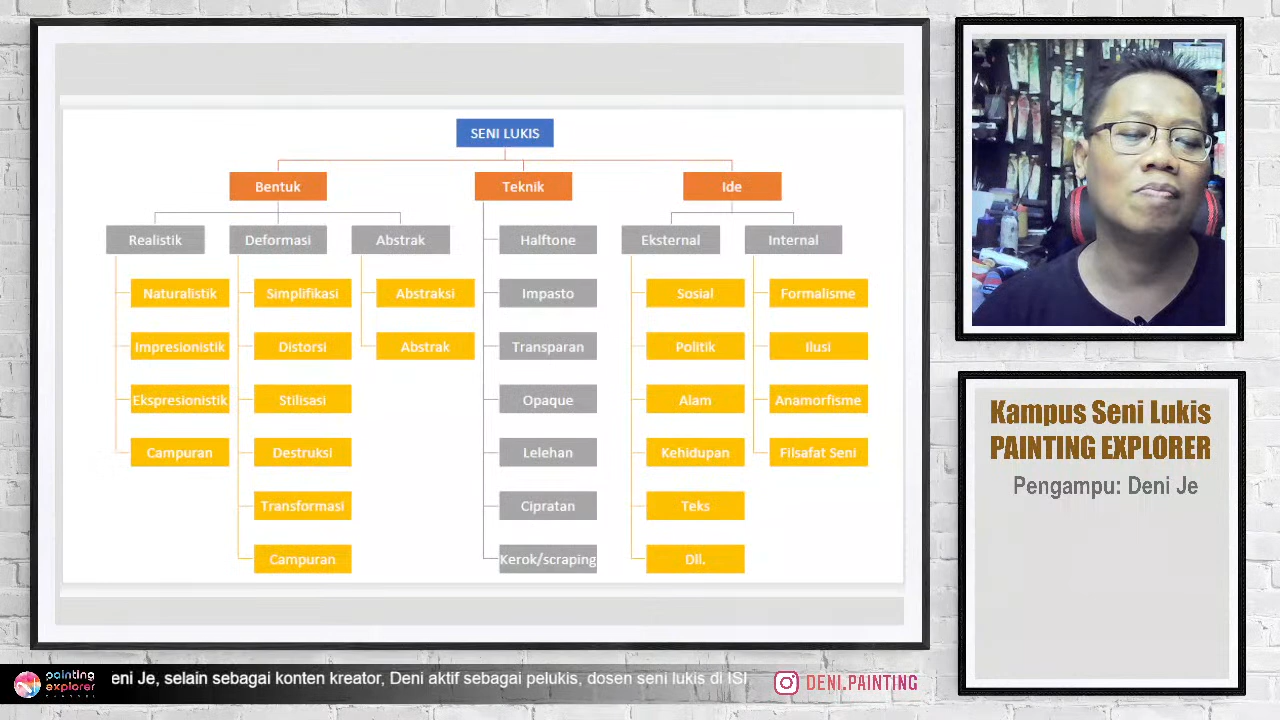 SENI LUKIS
Bentuk Teknik Ide
Realistik Deformasi Abstrak Halftone Eksternal Internal
Naturalistik Simplifikasi Abstraksi Impasto Sosial Formalisme
Impresionistik Distorsi Abstrak Transparan Politik Ilusi
Ekspresionistik Stilisasi Opaque Alam Anamorfisme
Campuran Destruksi Lelehan Kehidupan Filsafat Seni
Transformasi Cipratan Teks
Campuran Kerok/scraping Dll.
Kampus Seni Lukis
PAINTING EXPLORER
Pengampu: Deni Je
painting
explorer
CHANNEL
eni Je, selain sebagai konten kreator, Deni aktif sebagai pelukis, dosen seni lukis di ISI,
DENI.PAINTING